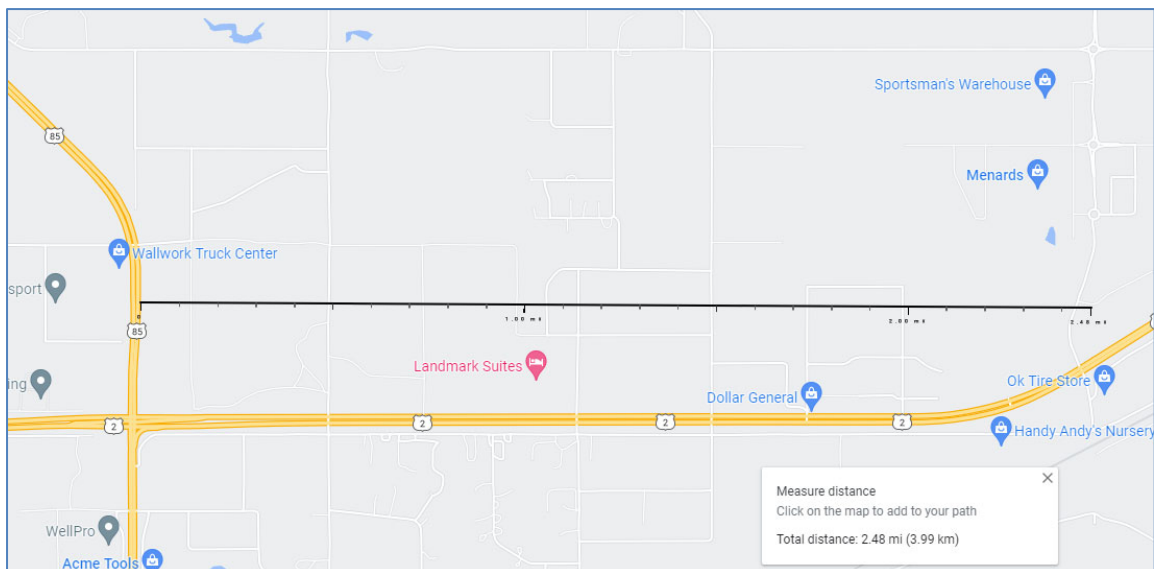 Sportsman's Warehouse
85
Menards
Wallwork Truck Center
sport
0
1.00 mi
2.00 mi
2.48 mi
85
Landmark Suites
ing
Dollar General
Ok Tire Store
2
2
2
2
Handy Andy's Nursery
Measure distance
Click on the map to add to your path
Total distance: 2.48 mi (3.99 km)
WellPro
Acme Tools